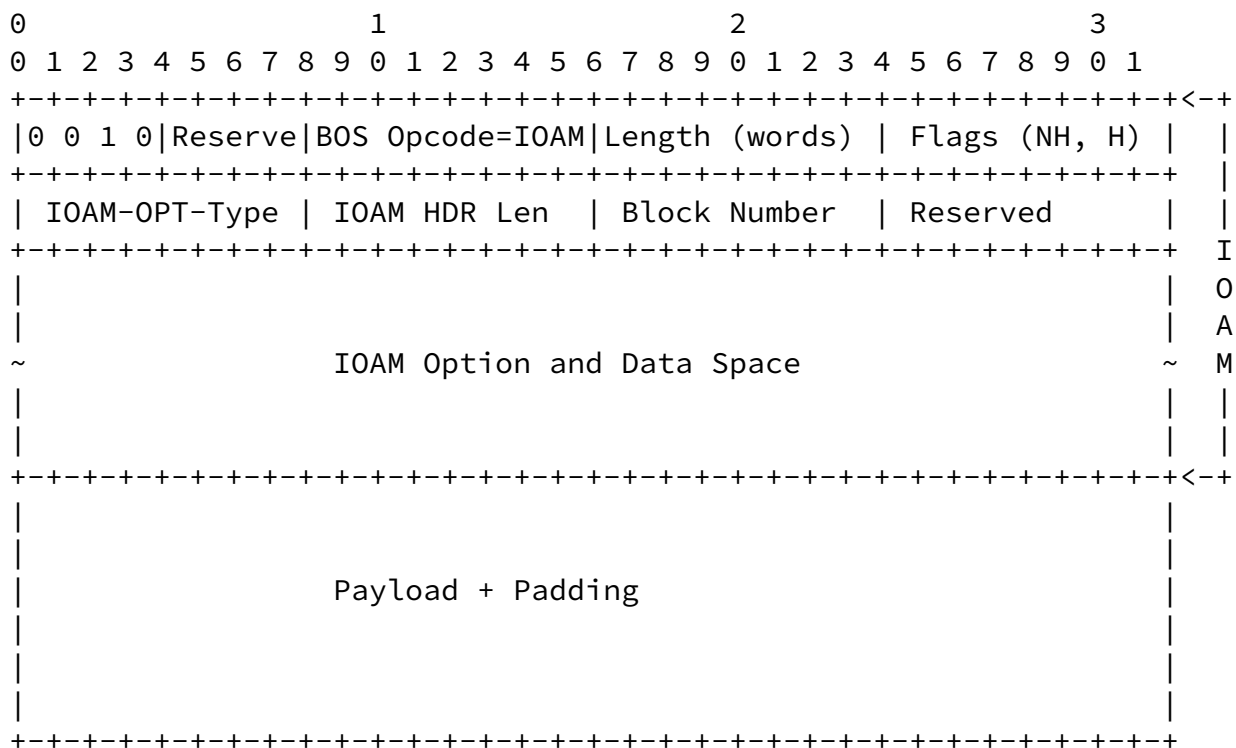 0                   1                   2                   3
0 1 2 3 4 5 6 7 8 9 0 1 2 3 4 5 6 7 8 9 0 1 2 3 4 5 6 7 8 9 0 1
+-+-+-+-+-+-+-+-+-+-+-+-+-+-+-+-+-+-+-+-+-+-+-+-+-+-+-+-+-+-+-+-+<-+
|0 0 1 0|Reserve|BOS Opcode=IOAM|Length (words) | Flags (NH, H) |  |
+-+-+-+-+-+-+-+-+-+-+-+-+-+-+-+-+-+-+-+-+-+-+-+-+-+-+-+-+-+-+-+-+  |
| IOAM-OPT-Type | IOAM HDR Len  | Block Number  | Reserved      |  |
+-+-+-+-+-+-+-+-+-+-+-+-+-+-+-+-+-+-+-+-+-+-+-+-+-+-+-+-+-+-+-+-+  I
|                                                               |  O
|                                                               |  A
~                 IOAM Option and Data Space                    ~  M
|                                                               |  |
|                                                               |  |
+-+-+-+-+-+-+-+-+-+-+-+-+-+-+-+-+-+-+-+-+-+-+-+-+-+-+-+-+-+-+-+-+<-+
|                                                               |
|                                                               |
|                 Payload + Padding                             |
|                                                               |
|                                                               |
|                                                               |
+-+-+-+-+-+-+-+-+-+-+-+-+-+-+-+-+-+-+-+-+-+-+-+-+-+-+-+-+-+-+-+-+